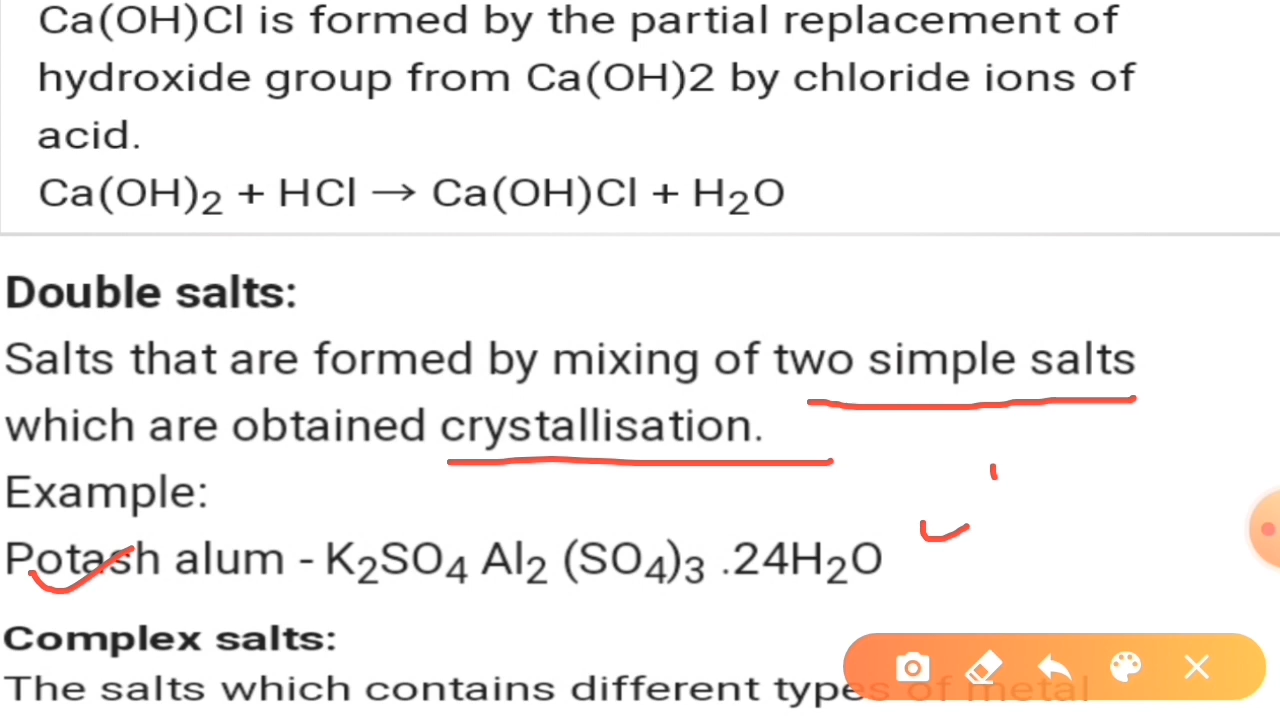 Ca(OH)Cl is formed by the partial replacement of
hydroxide group from Ca(OH)2 by chloride ions of
acid.
Ca(OH)₂ + HCl → Ca(OH)Cl + H₂O
Double salts:
Salts that are formed by mixing of two simple salts
which are obtained crystallisation.
Example:
Potash alum - K₂SO₄ Al₂ (SO₄)₃ .24H₂O
Complex salts:
The salts which contains different types of metal